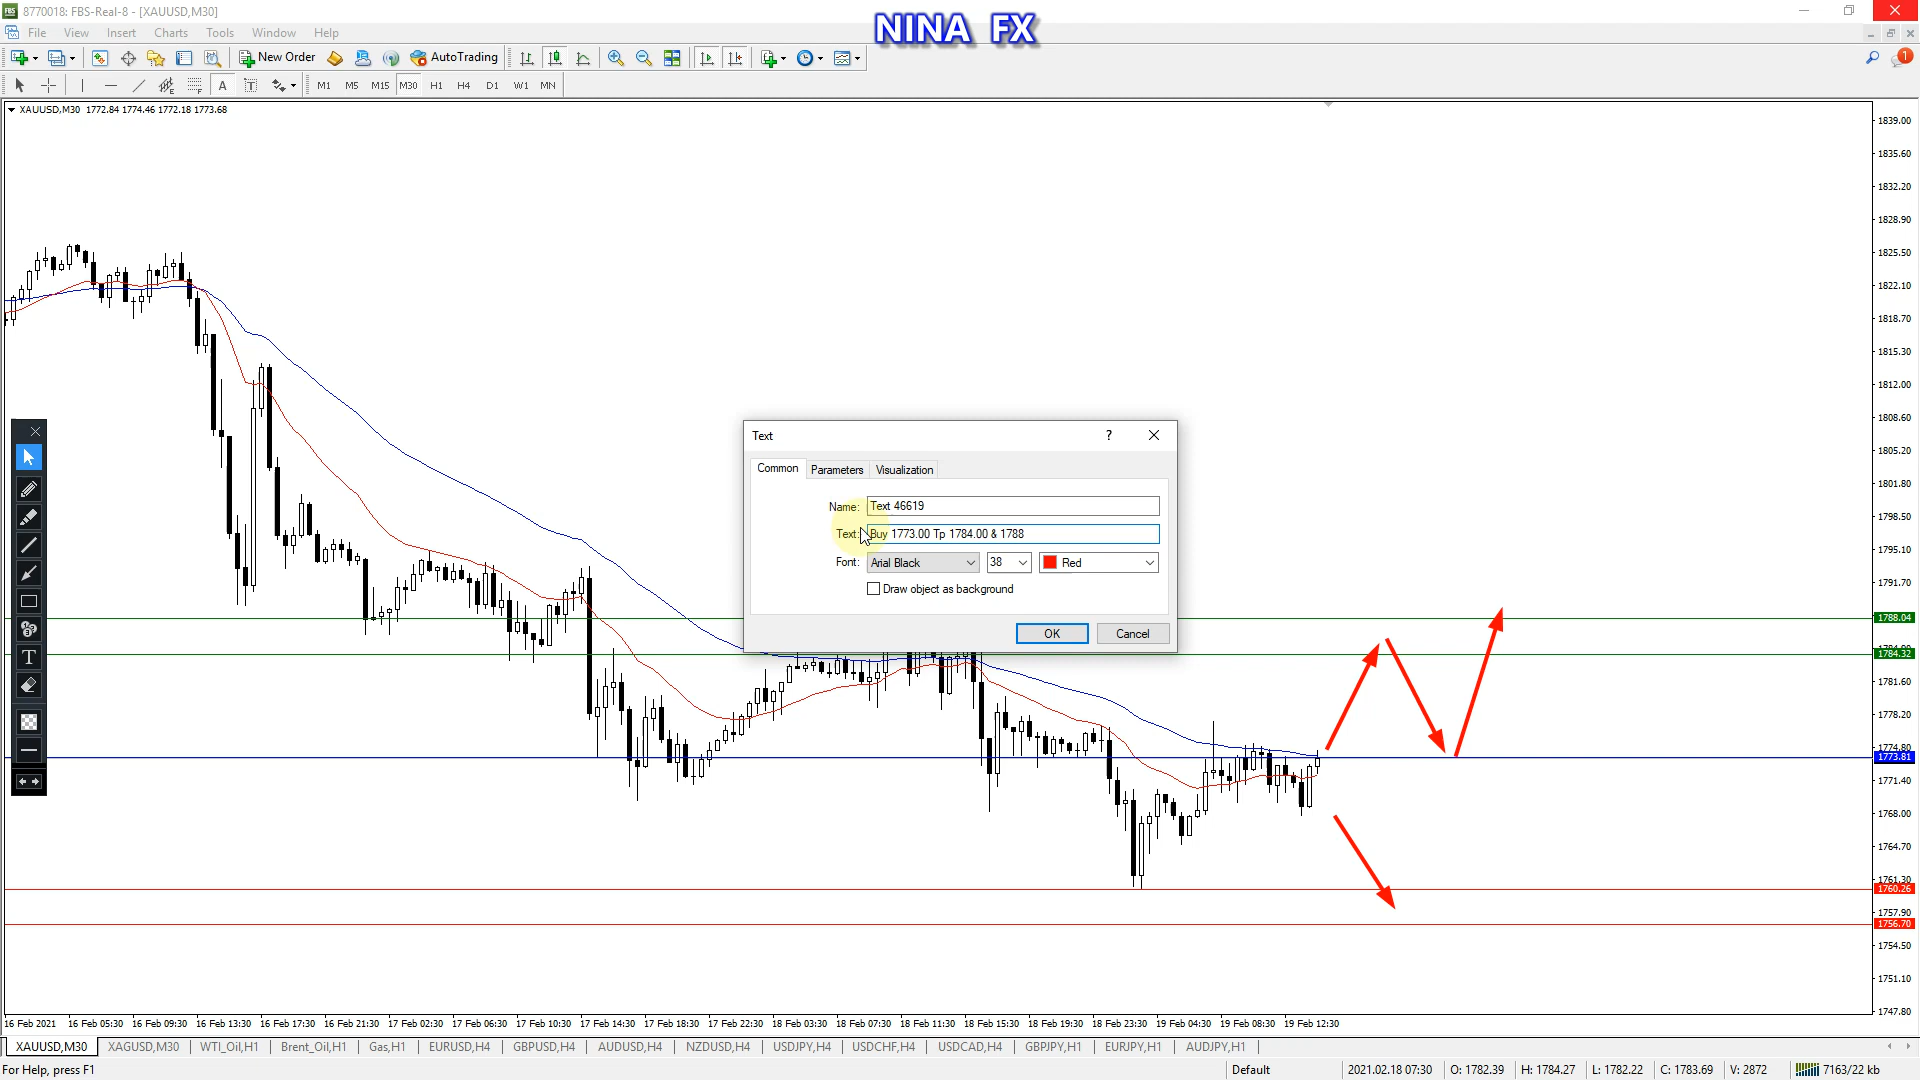 8770018: FBS-Real-8 - [XAUUSD,M30]
NINA FX
File View Insert Charts Tools Window Help
New Order AutoTrading
1
A T M1 M5 M15 M30 H1 H4 D1 W1 MN
XAUUSD,M30 1772.84 1774.46 1772.18 1773.68
1839.00
1835.60
1832.20
1828.90
1825.50
1822.10
1818.70
1815.30
1812.00
1808.60
1805.20
1801.80
1798.50
1795.10
1791.70
1788.04
1784.32
1781.60
1778.20
1774.80
1773.81
1771.40
1768.00
1764.70
1761.30
1760.26
1757.90
1756.70
1754.50
1751.10
1747.80
Text ?
Common Parameters Visualization
Name: Text 46619
Text: Buy 1773.00 Tp 1784.00 & 1788
Font: Arial Black 38 Red
Draw object as background
OK Cancel
T
16 Feb 2021 16 Feb 05:30 16 Feb 09:30 16 Feb 13:30 16 Feb 17:30 16 Feb 21:30 17 Feb 02:30 17 Feb 06:30 17 Feb 10:30 17 Feb 14:30 17 Feb 18:30 17 Feb 22:30 18 Feb 03:30 18 Feb 07:30 18 Feb 11:30 18 Feb 15:30 18 Feb 19:30 18 Feb 23:30 19 Feb 04:30 19 Feb 08:30 19 Feb 12:30
XAUUSD,M30 XAGUSD,M30 WTI_Oil,H1 Brent_Oil,H1 Gas,H1 EURUSD,H4 GBPUSD,H4 AUDUSD,H4 NZDUSD,H4 USDJPY,H4 USDCHF,H4 USDCAD,H4 GBPJPY,H1 EURJPY,H1 AUDJPY,H1
For Help, press F1 Default 2021.02.18 07:30 O: 1782.39 H: 1784.27 L: 1782.22 C: 1783.69 V: 2872 7163/22 kb